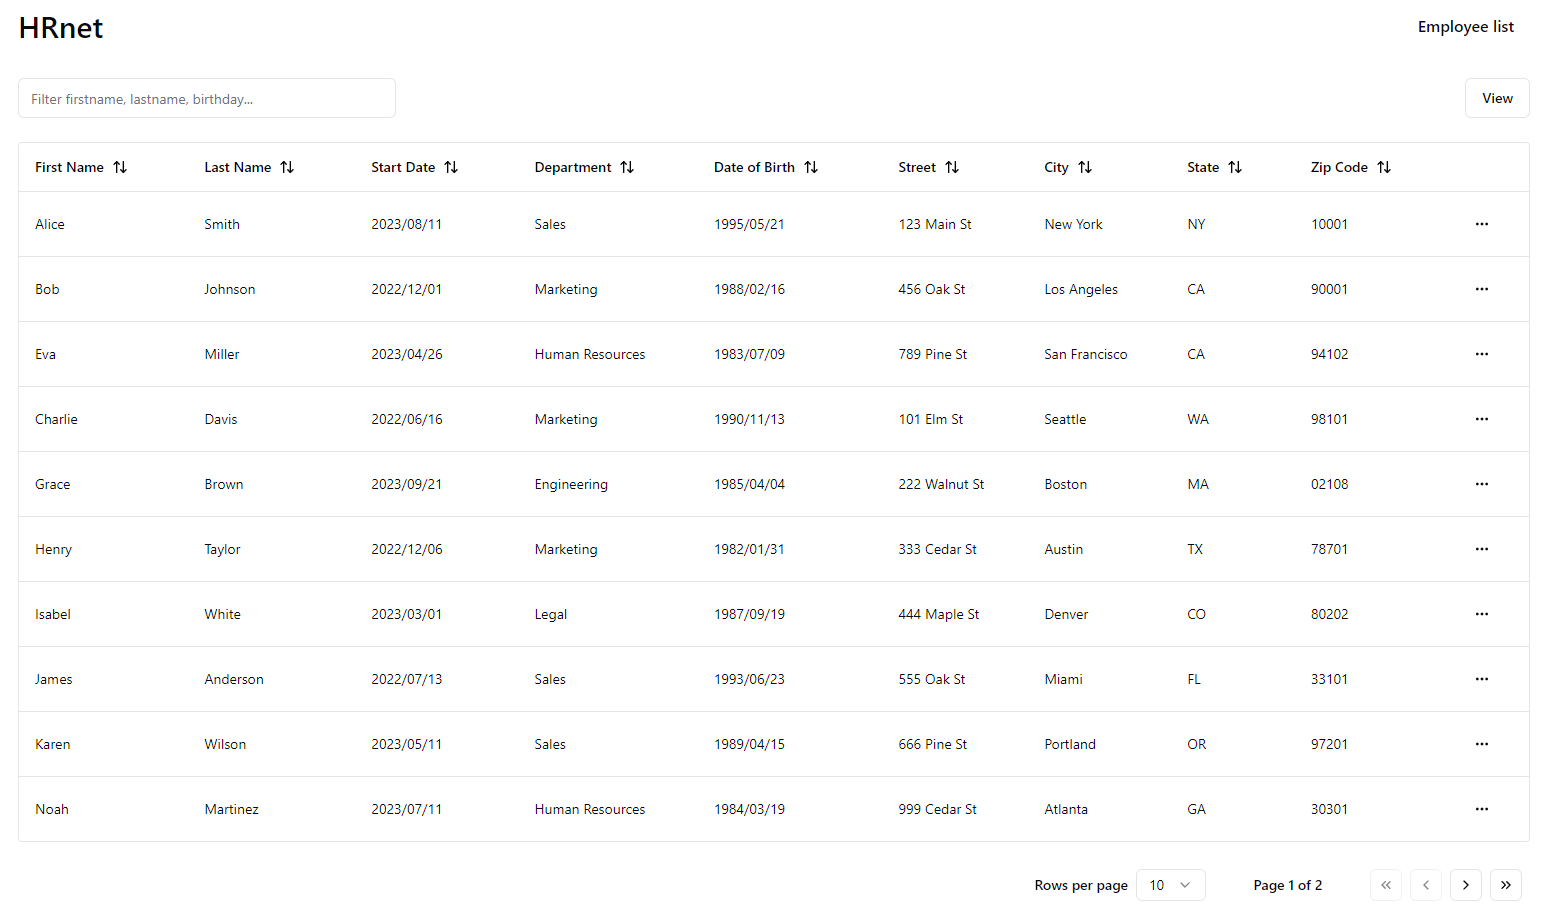 HRnet
Employee list
Filter firstname, lastname, birthday...
View
First Name Last Name Start Date Department Date of Birth Street City State Zip Code
Alice Smith 2023/08/11 Sales 1995/05/21 123 Main St New York NY 10001
Bob Johnson 2022/12/01 Marketing 1988/02/16 456 Oak St Los Angeles CA 90001
Eva Miller 2023/04/26 Human Resources 1983/07/09 789 Pine St San Francisco CA 94102
Charlie Davis 2022/06/16 Marketing 1990/11/13 101 Elm St Seattle WA 98101
Grace Brown 2023/09/21 Engineering 1985/04/04 222 Walnut St Boston MA 02108
Henry Taylor 2022/12/06 Marketing 1982/01/31 333 Cedar St Austin TX 78701
Isabel White 2023/03/01 Legal 1987/09/19 444 Maple St Denver CO 80202
James Anderson 2022/07/13 Sales 1993/06/23 555 Oak St Miami FL 33101
Karen Wilson 2023/05/11 Sales 1989/04/15 666 Pine St Portland OR 97201
Noah Martinez 2023/07/11 Human Resources 1984/03/19 999 Cedar St Atlanta GA 30301
Rows per page 10 Page 1 of 2